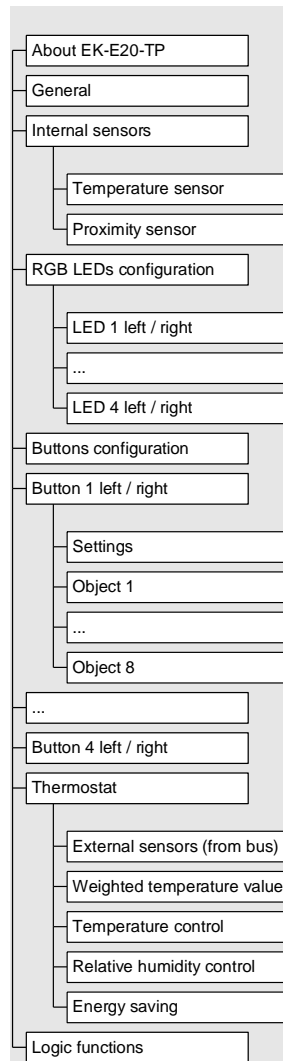 About EK-E20-TP
General
Internal sensors
Temperature sensor
Proximity sensor
RGB LEDs configuration
LED 1 left / right
...
LED 4 left / right
Buttons configuration
Button 1 left / right
Settings
Object 1
...
Object 8
...
Button 4 left / right
Thermostat
External sensors (from bus)
Weighted temperature value
Temperature control
Relative humidity control
Energy saving
Logic functions